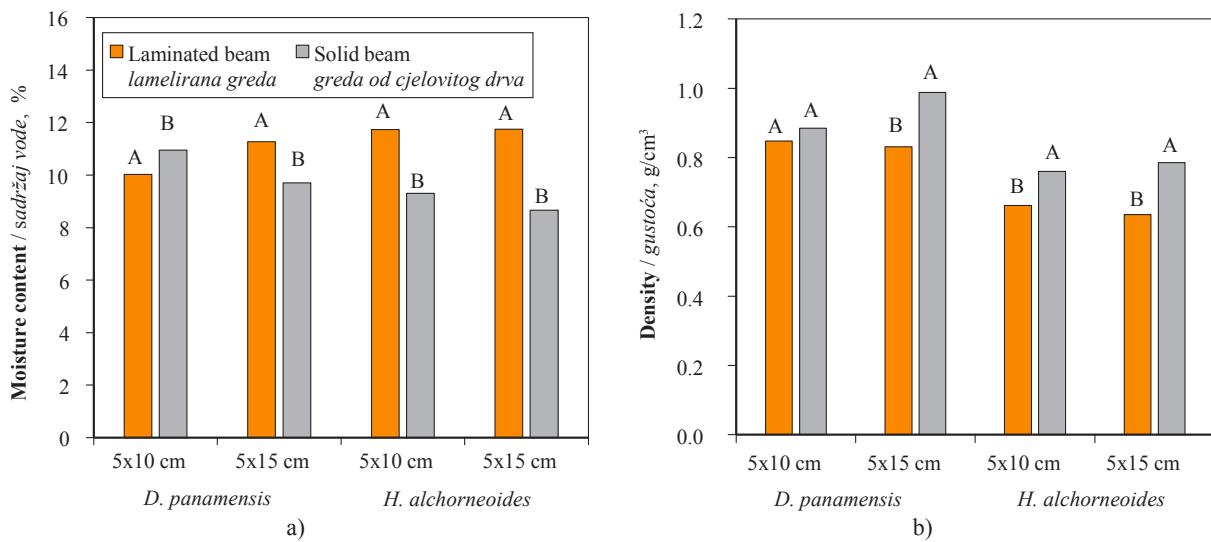 Moisture content / sadržaj vode, %
16
14
12
10
8
6
4
2
0
Laminated beam
lamelirana greda
Solid beam
greda od cjelovitog drva
A
B
A
B
A
B
A
B
5x10 cm
5x15 cm
5x10 cm
5x15 cm
D. panamensis
H. alchorneoides
a)
Density / gustoća, g/cm³
1.2
1.0
0.8
0.6
0.4
0.2
0.0
A
A
B
A
B
A
B
A
5x10 cm
5x15 cm
5x10 cm
5x15 cm
D. panamensis
H. alchorneoides
b)